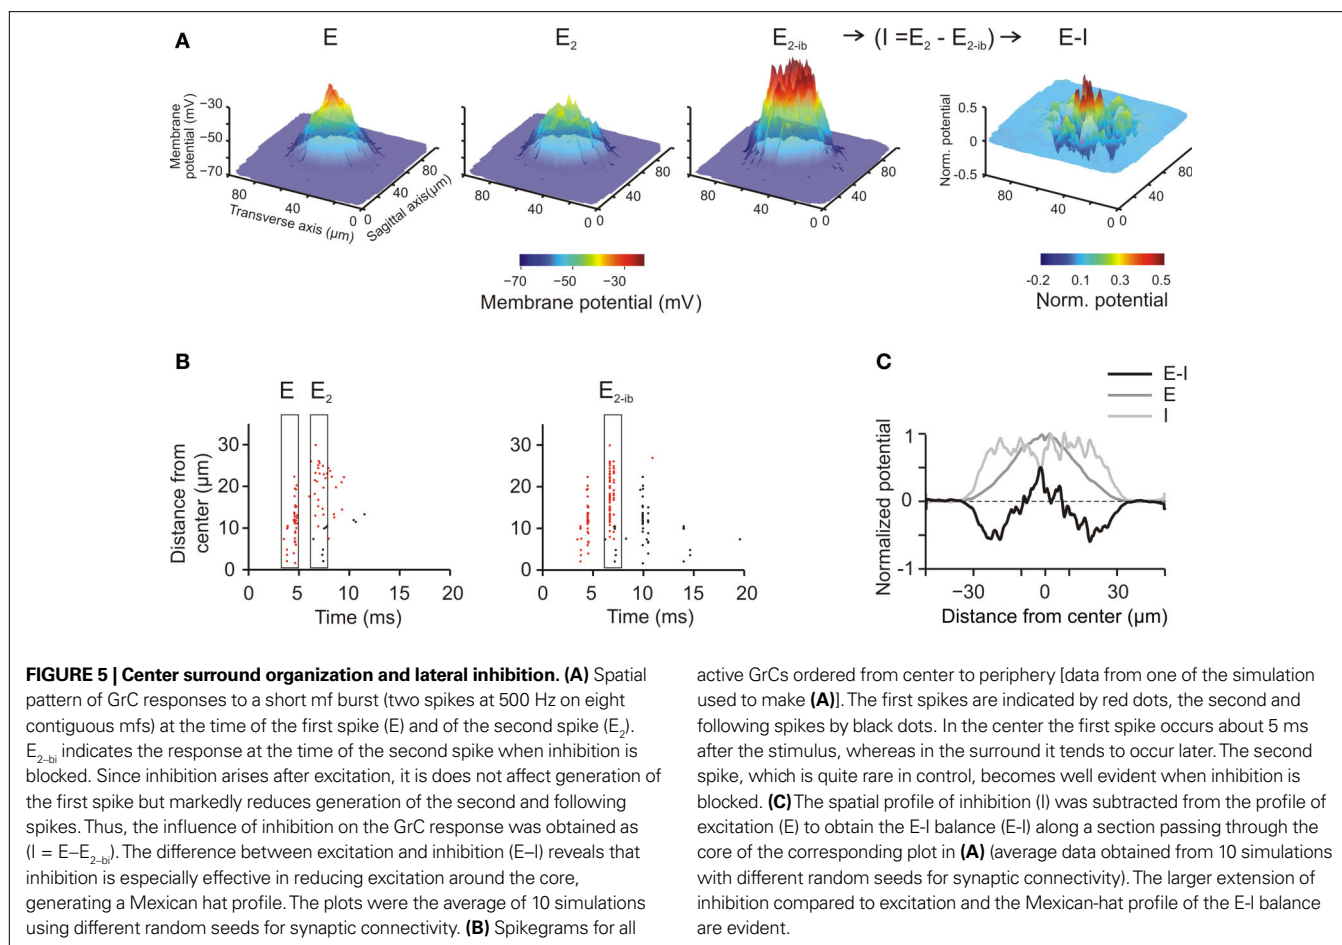 A
E
E2
E2-ib
→ (I =E2 - E2-ib) →
E-I
Membrane potential (mV)
−30
−50
−70
80
40
0
Transverse axis (µm)
0
40
80
Sagittal axis(µm)
80
40
0
0
40
80
80
40
0
0
40
80
Norm. potential
0.5
0
-0.5
80
40
0
0
40
80
−70
−50
−30
Membrane potential (mV)
-0.2
0.1
0.3
0.5
Norm. potential
B
E
E2
Distance from
center (µm)
30
20
10
0
0
5
10
15
20
Time (ms)
E2-ib
30
20
10
0
0
5
10
15
20
Time (ms)
C
E-I
E
I
Normalized potential
1
0
-1
−30
0
30
Distance from center (µm)
FIGURE 5 | Center surround organization and lateral inhibition. (A) Spatial
pattern of GrC responses to a short mf burst (two spikes at 500 Hz on eight
contiguous mfs) at the time of the first spike (E) and of the second spike (E2).
E2–bi indicates the response at the time of the second spike when inhibition is
blocked. Since inhibition arises after excitation, it is does not affect generation of
the first spike but markedly reduces generation of the second and following
spikes. Thus, the influence of inhibition on the GrC response was obtained as
(I = E–E2–bi). The difference between excitation and inhibition (E–I) reveals that
inhibition is especially effective in reducing excitation around the core,
generating a Mexican hat profile. The plots were the average of 10 simulations
using different random seeds for synaptic connectivity. (B) Spikegrams for all
active GrCs ordered from center to periphery [data from one of the simulation
used to make (A)]. The first spikes are indicated by red dots, the second and
following spikes by black dots. In the center the first spike occurs about 5 ms
after the stimulus, whereas in the surround it tends to occur later. The second
spike, which is quite rare in control, becomes well evident when inhibition is
blocked. (C) The spatial profile of inhibition (I) was subtracted from the profile of
excitation (E) to obtain the E-I balance (E-I) along a section passing through the
core of the corresponding plot in (A) (average data obtained from 10 simulations
with different random seeds for synaptic connectivity). The larger extension of
inhibition compared to excitation and the Mexican-hat profile of the E-I balance
are evident.